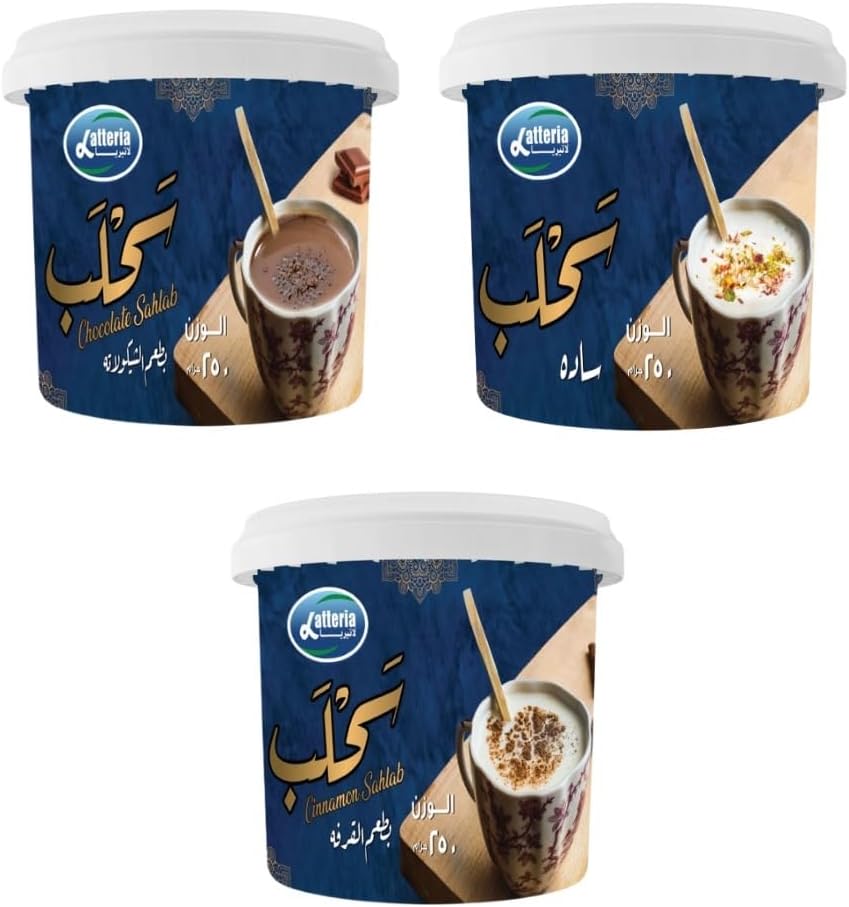 Latteria
لاتيريا
سحلب
Chocolate Sahlab
بطعم الشيكولاته
الوزن
٢٥٠ جرام
Latteria
لاتيريا
سحلب
ساده
الوزن
٢٥٠ جرام
Latteria
لاتيريا
سحلب
Cinnamon Sahlab
بطعم القرفه
الوزن
٢٥٠ جرام